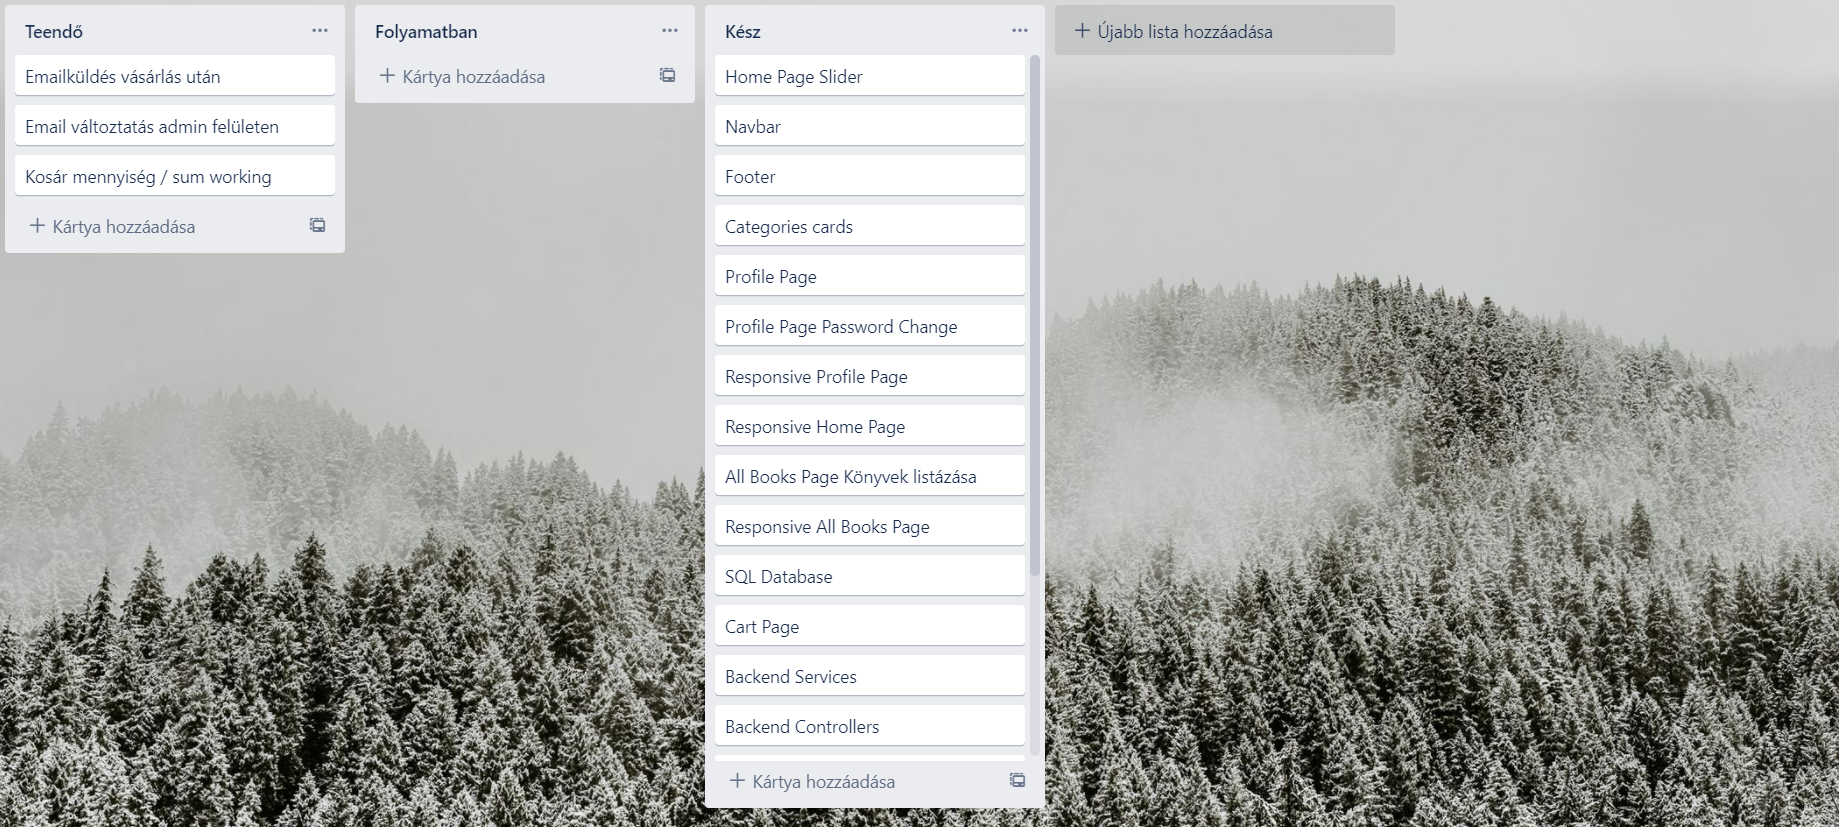 Teendő
Emailküldés vásárlás után
Email változtatás admin felületen
Kosár mennyiség / sum working
Kártya hozzáadása
Folyamatban
Kártya hozzáadása
Kész
Home Page Slider
Navbar
Footer
Categories cards
Profile Page
Profile Page Password Change
Responsive Profile Page
Responsive Home Page
All Books Page Könyvek listázása
Responsive All Books Page
SQL Database
Cart Page
Backend Services
Backend Controllers
Kártya hozzáadása
Újabb lista hozzáadása